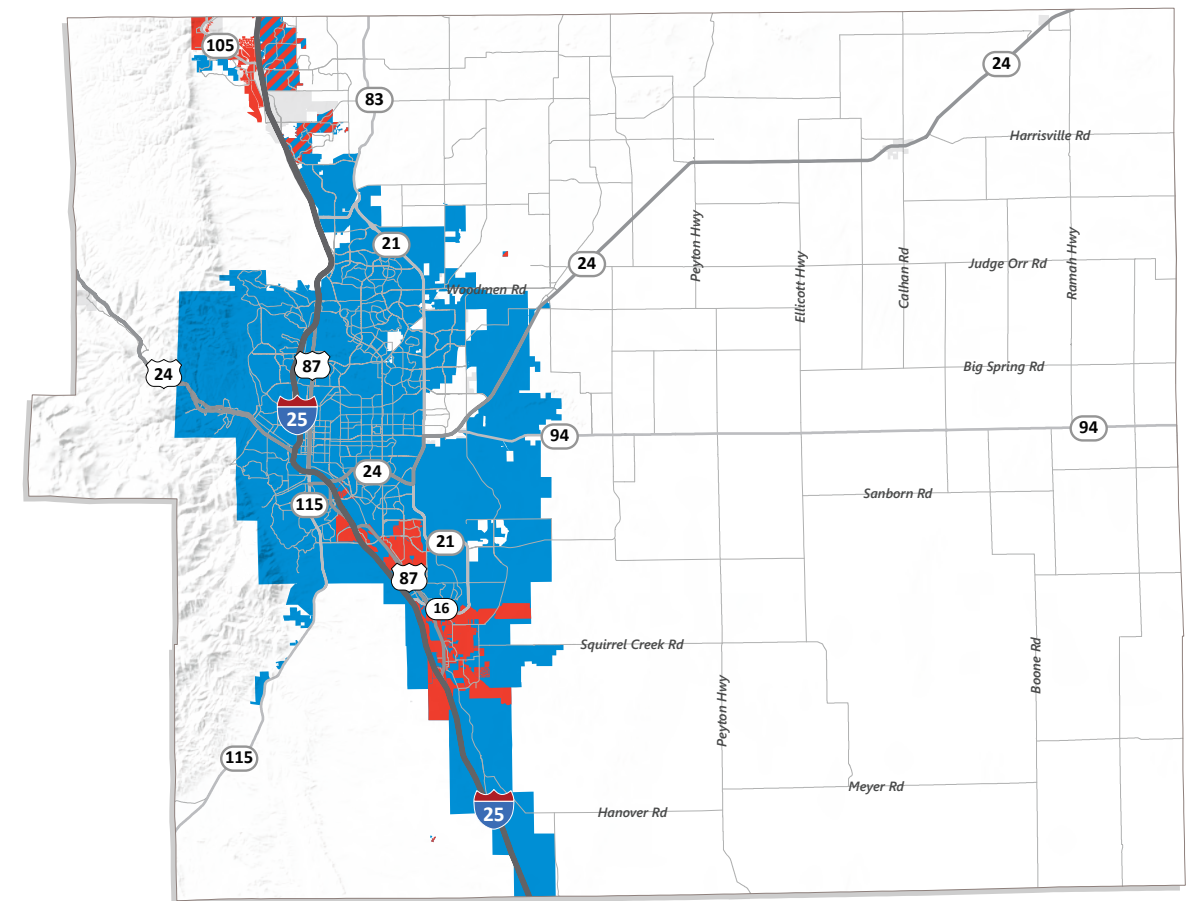 105
24
83
Harrisville Rd
21
Peyton Hwy
Ellicott Hwy
Calhan Rd
Ramah Hwy
24
Judge Orr Rd
Woodmen Rd
24
87
Big Spring Rd
25
94
94
24
Sanborn Rd
115
21
87
16
Squirrel Creek Rd
Boone Rd
Peyton Hwy
115
Meyer Rd
25
Hanover Rd